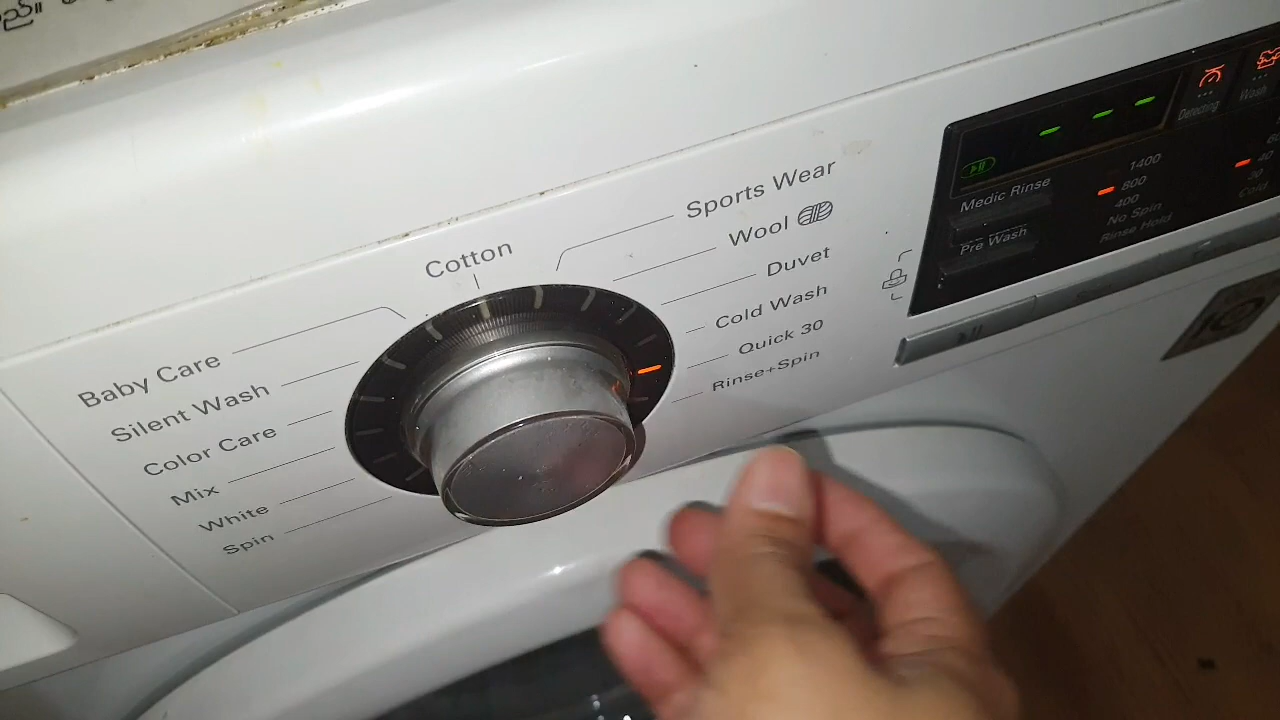 Cotton
Baby Care
Silent Wash
Color Care
Mix
White
Spin
Sports Wear
Wool
Duvet
Cold Wash
Quick 30
Rinse+Spin
Detecting
Wash
Medic Rinse
Pre Wash
1400
800
400
No Spin
Rinse Hold
40
30
Cold